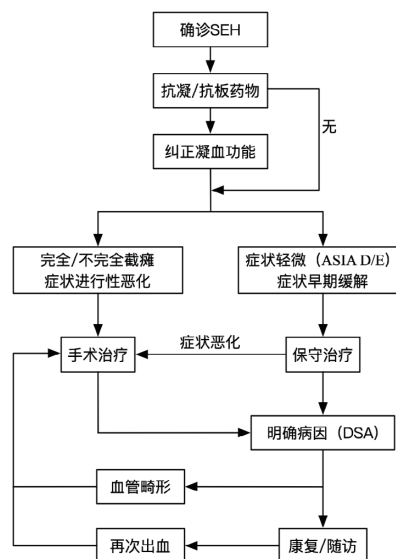 确诊SEH
抗凝/抗板药物
无
纠正凝血功能
完全/不完全截瘫
症状进行性恶化
症状轻微（ASIA D/E）
症状早期缓解
手术治疗
症状恶化
保守治疗
明确病因（DSA）
血管畸形
再次出血
康复/随访